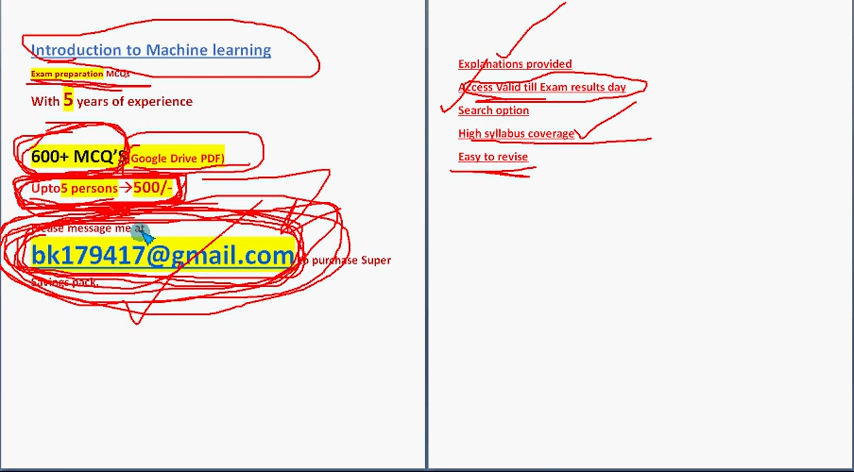 Introduction to Machine learning
Exam preparation MCQs
With 5 years of experience
600+ MCQ'S (Google Drive PDF)
Upto5 persons→500/-
Please message me at
bk179417@gmail.com to purchase Super
Savings pack.
Explanations provided
Access Valid till Exam results day
Search option
High syllabus coverage
Easy to revise